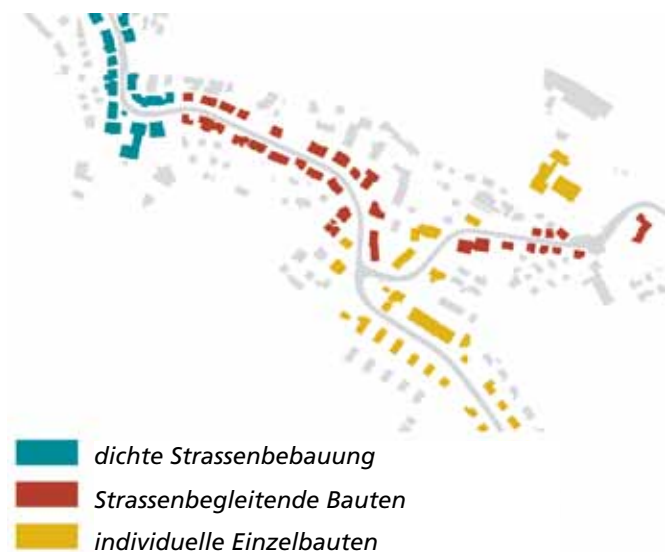 dichte Strassenbebauung
Strassenbegleitende Bauten
individuelle Einzelbauten